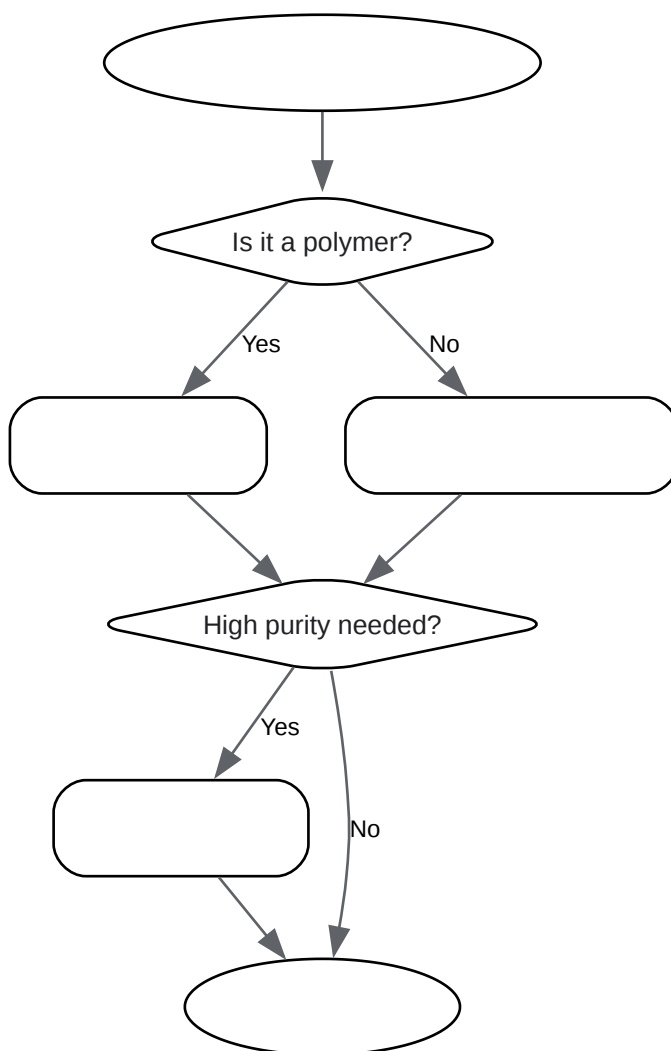 Is it a polymer?
Yes
No
High purity needed?
Yes
No